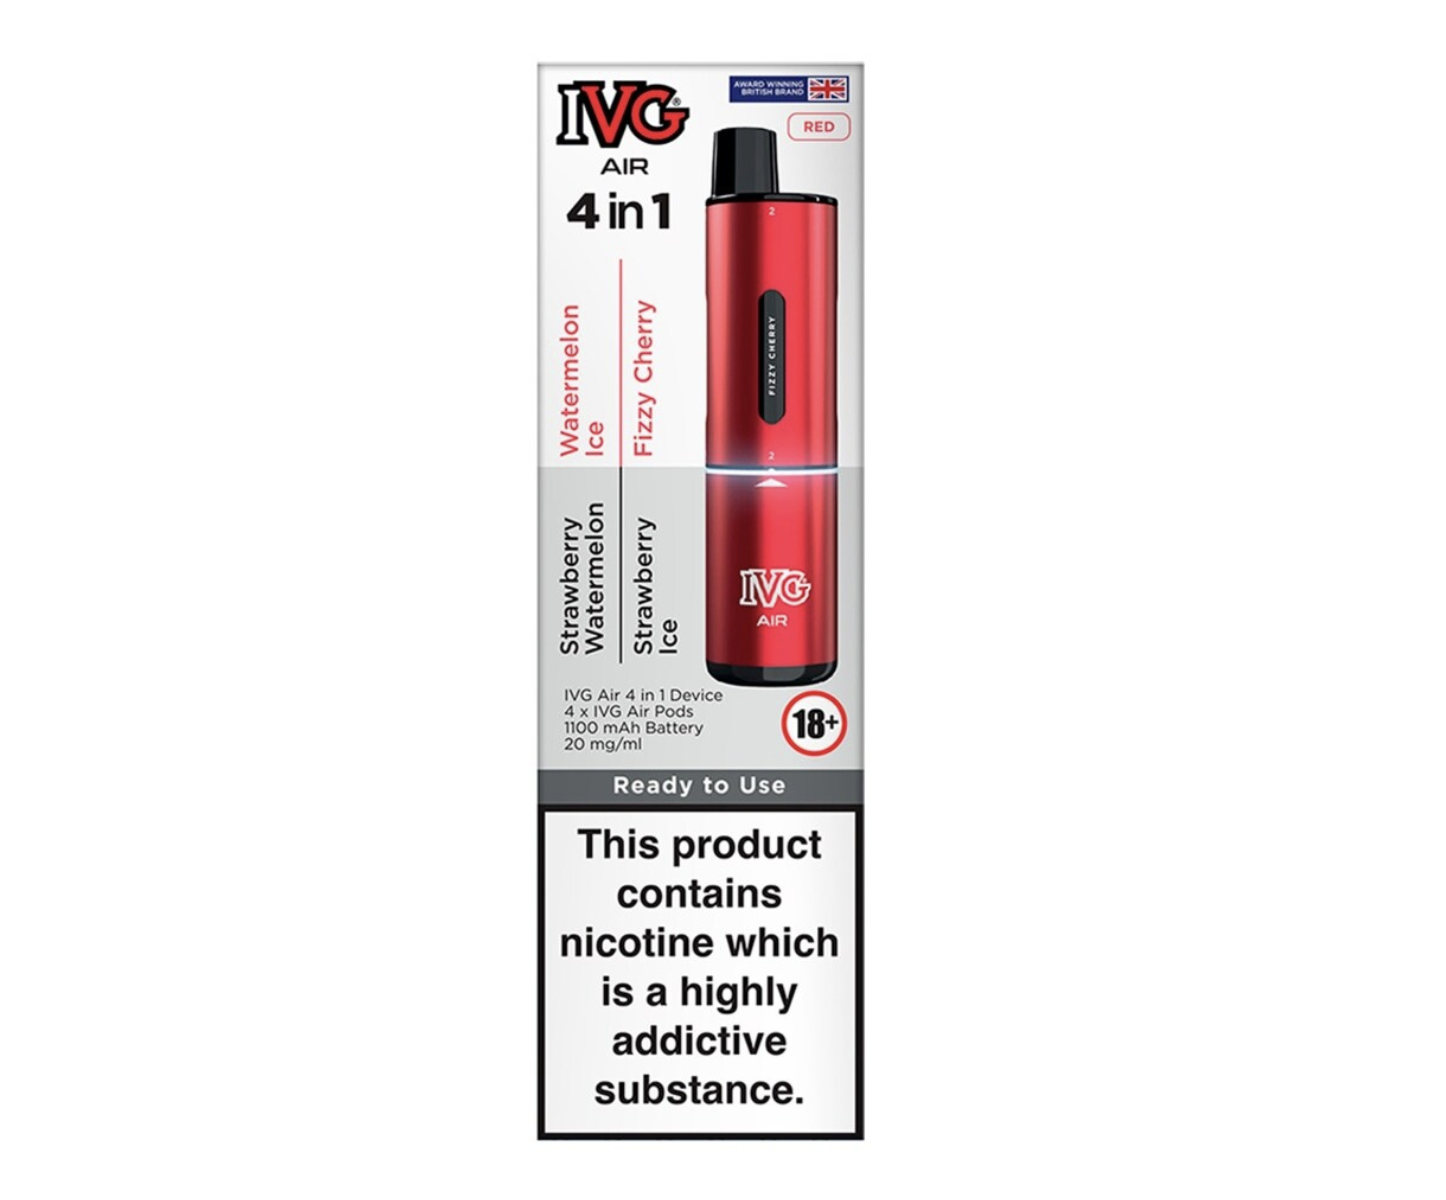 IVG®
AIR
4 in 1
AWARD WINNING
BRITISH BRAND
RED
Watermelon
Ice
Fizzy Cherry
Strawberry
Watermelon
Strawberry
Ice
2
FIZZY CHERRY
2
IVG
AIR
IVG Air 4 in 1 Device
4 x IVG Air Pods
1100 mAh Battery
20 mg/ml
18+
Ready to Use
This product
contains
nicotine which
is a highly
addictive
substance.